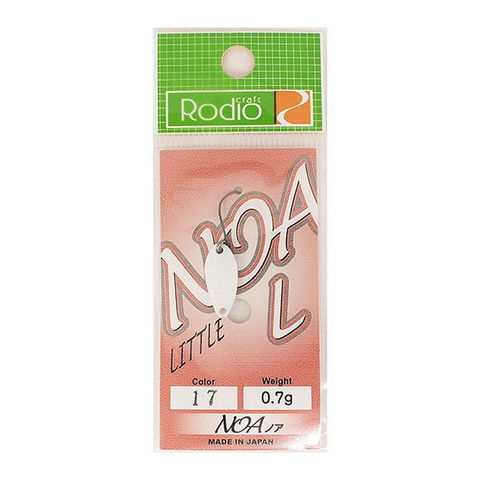 craft
Rodio
NOA
L
LITTLE
Color Weight
17 0.7g
NOA ノア
MADE IN JAPAN